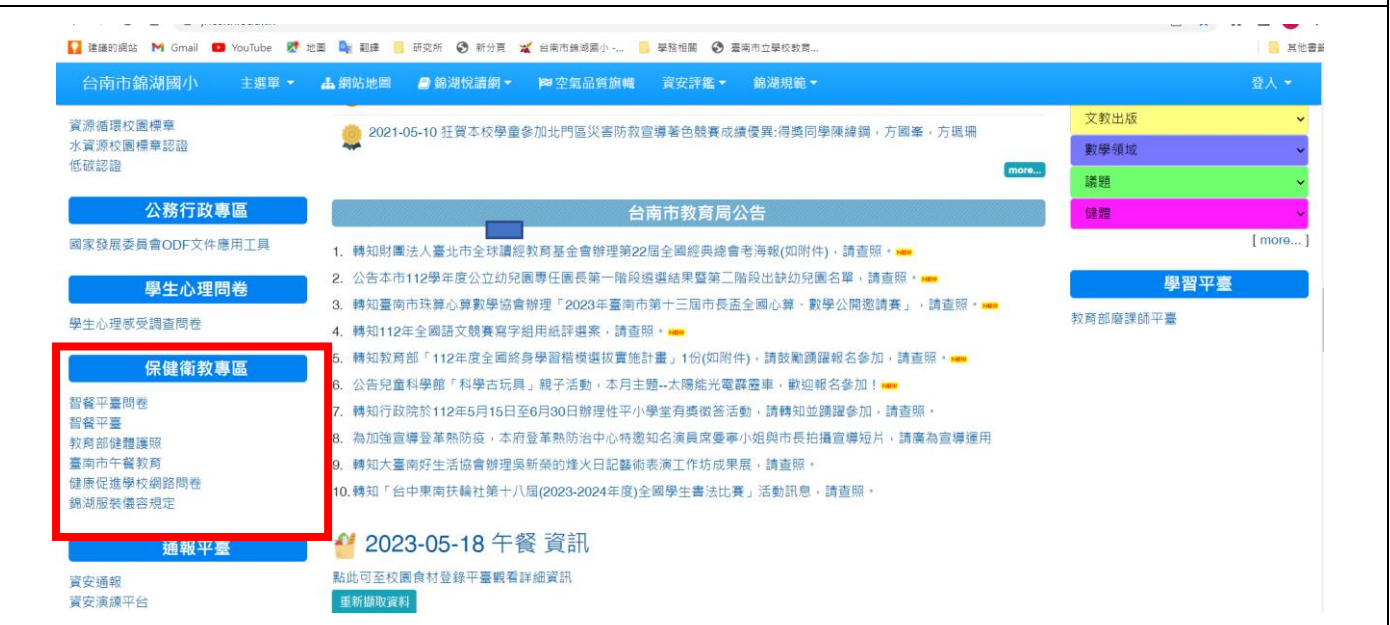 建議的網站 Gmail YouTube 地圖 翻譯 研究所 新分頁 台南市錦湖國小 -... 學務相關 臺南市立學校教育... 其他書籤
台南市錦湖國小 主選單 網站地圖 錦湖悅讀網 空氣品質旗幟 資安評鑑 錦湖規範 登入
資源循環校園標章
水資源校園標章認證
低碳認證
公務行政專區
國家發展委員會ODF文件應用工具
學生心理問卷
學生心理感受調查問卷
保健衛教專區
智餐平臺問卷
智餐平臺
教育部健體護照
臺南市午餐教育
健康促進學校網路問卷
錦湖服裝儀容規定
通報平臺
資安通報
資安演練平台
2021-05-10 狂賀本校學童參加北門區災害防救宣導著色競賽成績優異:得獎同學陳緯鋼，方國峯，方珮珊
more...
台南市教育局公告
1. 轉知財團法人臺北市全球讀經教育基金會辦理第22屆全國經典總會考海報(如附件)，請查照。NEW
2. 公告本市112學年度公立幼兒園專任園長第一階段遴選結果暨第二階段出缺幼兒園名單，請查照。NEW
3. 轉知臺南市珠算心算數學協會辦理「2023年臺南市第十三屆市長盃全國心算、數學公開邀請賽」，請查照。NEW
4. 轉知112年全國語文競賽寫字組用紙評選案，請查照。NEW
5. 轉知教育部「112年度全國終身學習楷模選拔實施計畫」1份(如附件)，請鼓勵踴躍報名參加，請查照。NEW
6. 公告兒童科學館「科學古玩具」親子活動，本月主題--太陽能光電霹靂車，歡迎報名參加！NEW
7. 轉知行政院於112年5月15日至6月30日辦理性平小學堂有獎徵答活動，請轉知並踴躍參加，請查照。
8. 為加強宣導登革熱防疫，本府登革熱防治中心特邀知名演員席曼寧小姐與市長拍攝宣導短片，請廣為宣導運用
9. 轉知大臺南好生活協會辦理吳新榮的烽火日記藝術表演工作坊成果展，請查照。
10. 轉知「台中東南扶輪社第十八屆(2023-2024年度)全國學生書法比賽」活動訊息，請查照。
2023-05-18 午餐 資訊
點此可至校園食材登錄平臺觀看詳細資訊
重新擷取資料
文教出版
數學領域
議題
健體
[ more... ]
學習平臺
教育部磨課師平臺